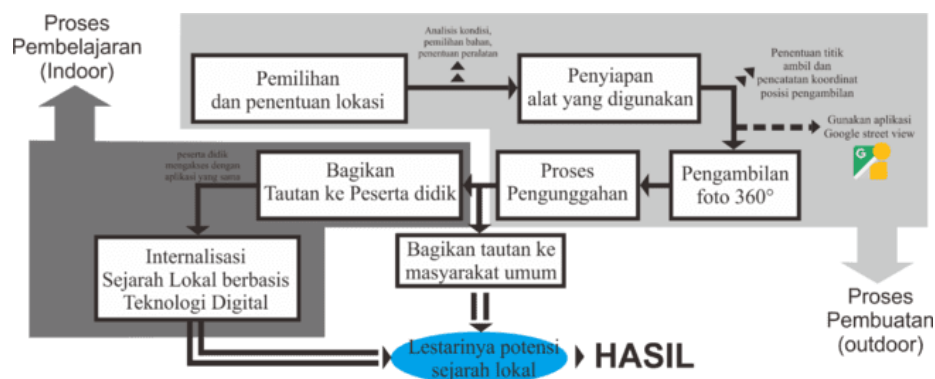 Proses
Pembelajaran
(Indoor)
Analisis kondisi,
pemilihan bahan,
penentuan peralatan
Pemilihan
dan penentuan lokasi
Penyiapan
alat yang digunakan
Penentuan titik
ambil dan
pencatatan koordinat
posisi pengambilan
Gunakan aplikasi
Google street view
G
peserta didik
mengakses dengan
aplikasi yang sama
Bagikan
Tautan ke Peserta didik
Proses
Pengunggahan
Pengambilan
foto 360°
Internalisasi
Sejarah Lokal berbasis
Teknologi Digital
Bagikan tautan ke
masyarakat umum
Proses
Pembuatan
(outdoor)
Lestarinya potensi
sejarah lokal
HASIL